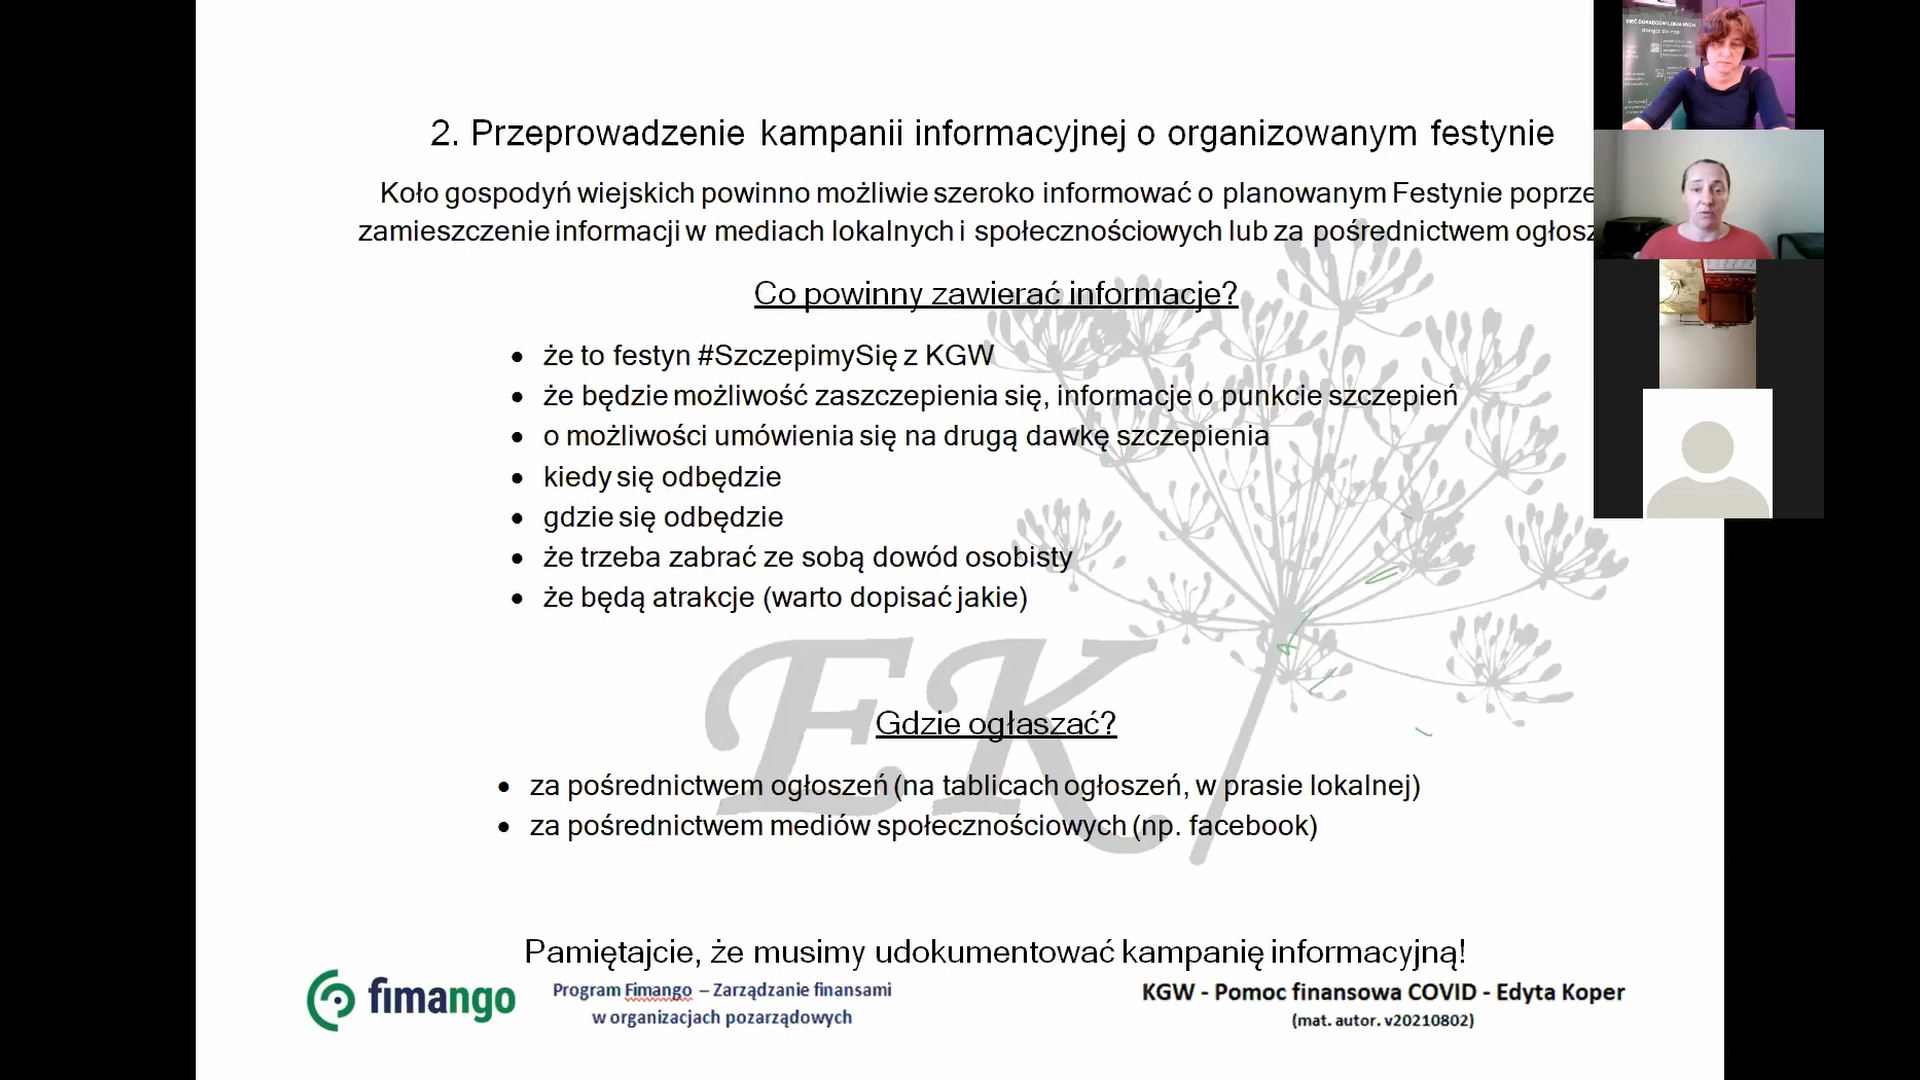 2. Przeprowadzenie kampanii informacyjnej o organizowanym festynie
Koło gospodyń wiejskich powinno możliwie szeroko informować o planowanym Festynie poprze
zamieszczenie informacji w mediach lokalnych i społecznościowych lub za pośrednictwem ogłosz
Co powinny zawierać informacje?
• że to festyn #SzczepimySię z KGW
• że będzie możliwość zaszczepienia się, informacje o punkcie szczepień
• o możliwości umówienia się na drugą dawkę szczepienia
• kiedy się odbędzie
• gdzie się odbędzie
• że trzeba zabrać ze sobą dowód osobisty
• że będą atrakcje (warto dopisać jakie)
EK
Gdzie ogłaszać?
• za pośrednictwem ogłoszeń (na tablicach ogłoszeń, w prasie lokalnej)
• za pośrednictwem mediów społecznościowych (np. facebook)
Pamiętajcie, że musimy udokumentować kampanię informacyjną!
fimango
Program Fimango – Zarządzanie finansami
w organizacjach pozarządowych
KGW - Pomoc finansowa COVID - Edyta Koper
(mat. autor. v20210802)
SIEĆ DORADCÓW LOKALNYCH